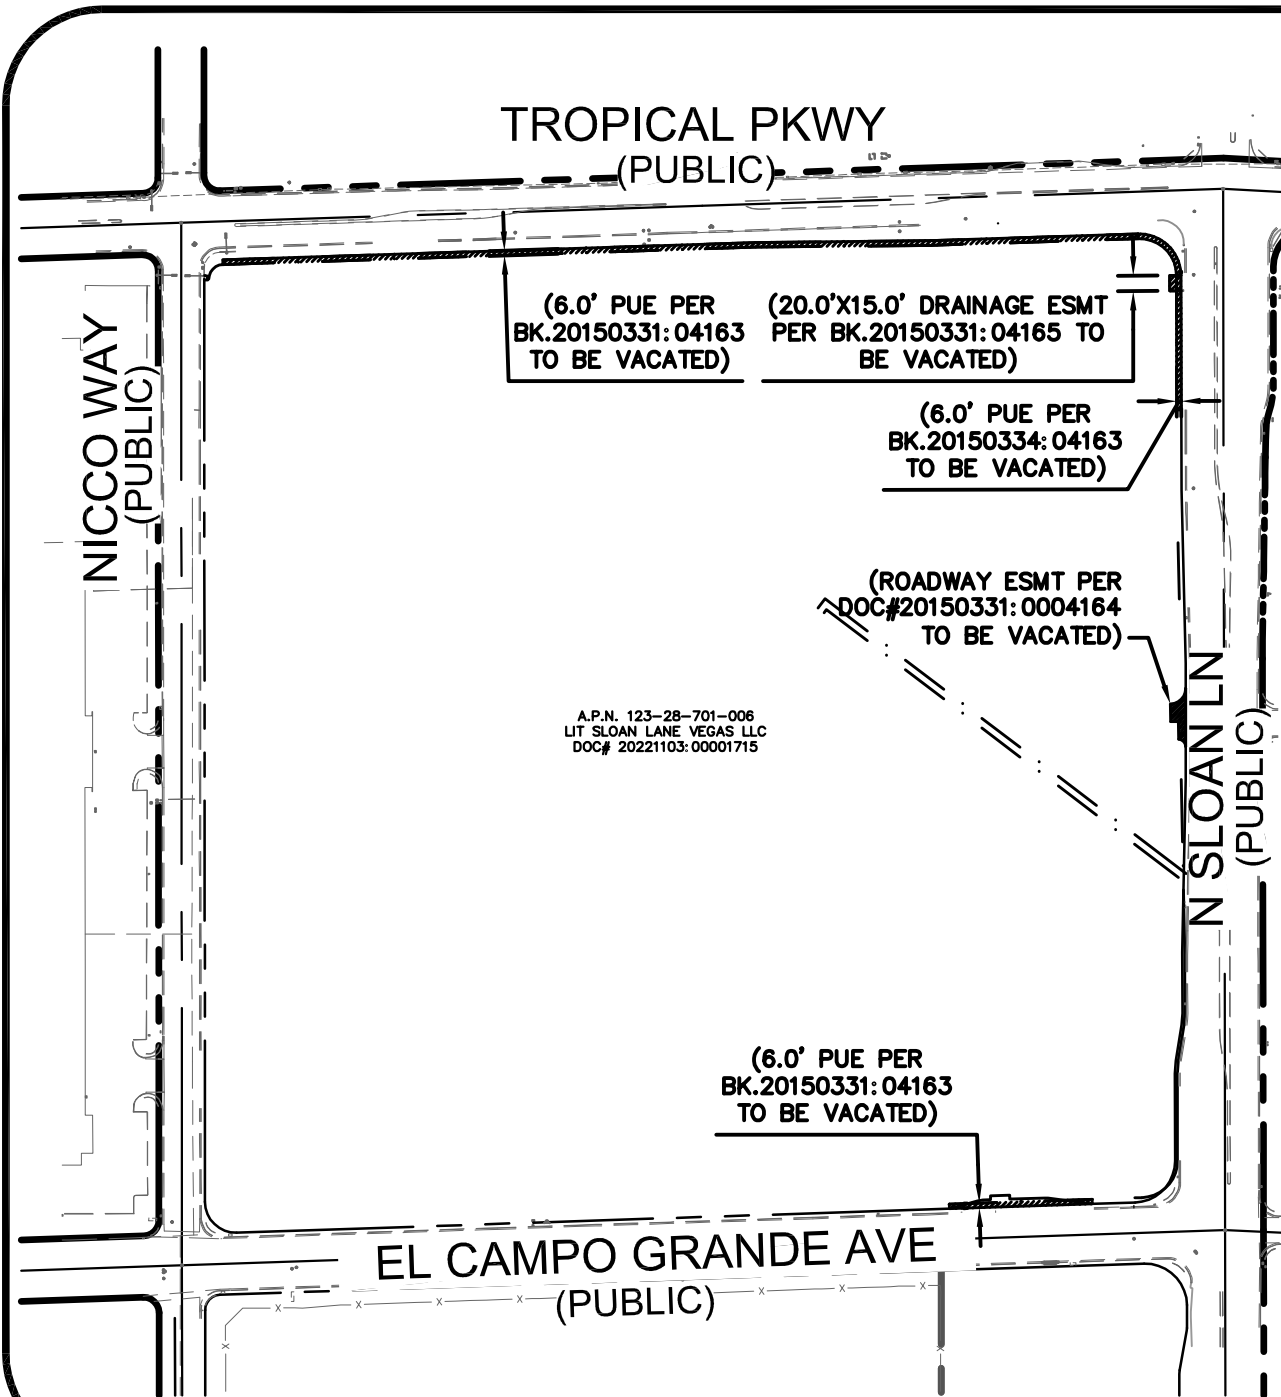 TROPICAL PKWY
(PUBLIC)
(6.0' PUE PER
BK.20150331:04163
TO BE VACATED)
(20.0'X15.0' DRAINAGE ESMT
PER BK.20150331:04165 TO
BE VACATED)
(6.0' PUE PER
BK.20150334:04163
TO BE VACATED)
NICCO WAY
(PUBLIC)
(ROADWAY ESMT PER
DOC#20150331:0004164
TO BE VACATED)
A.P.N. 123-28-701-006
LIT SLOAN LANE VEGAS LLC
DOC# 20221103:00001715
N SLOAN LN
(PUBLIC)
(6.0' PUE PER
BK.20150331:04163
TO BE VACATED)
EL CAMPO GRANDE AVE
(PUBLIC)